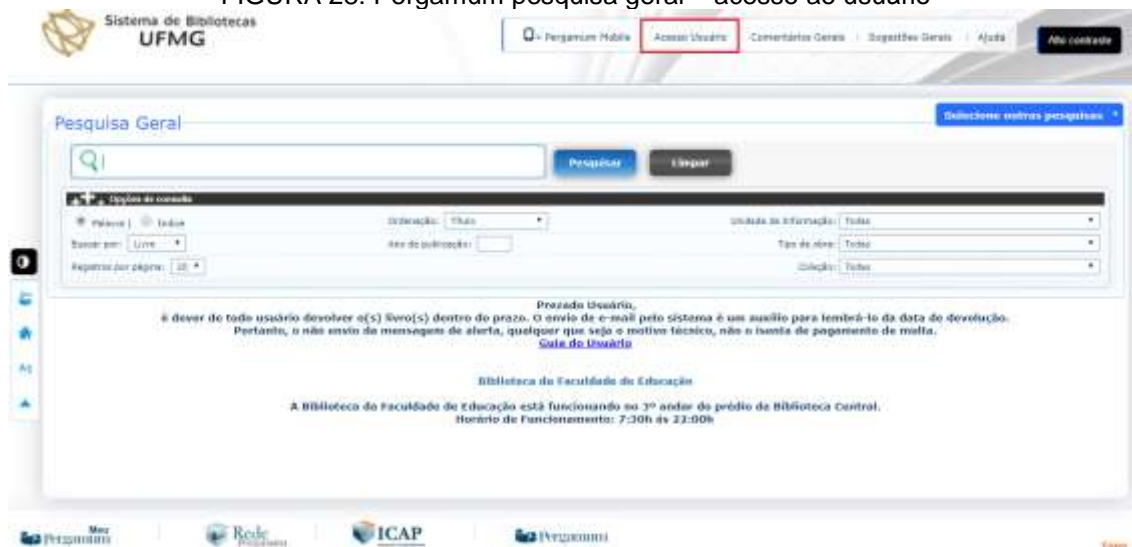 FIGURA 28: Pergamum pesquisa geral – acesso ao usuário
Sistema de Bibliotecas
UFMG
- Pergamum Mobile | Acesso Usuário | Comentários Gerais | Sugestões Gerais | Ajuda
Alto contraste
Selecione outras pesquisas
Pesquisa Geral
Pesquisar Limpar
Opções de consulta
Palavra | Índice Ordenação: Título Unidade de Informação: Todas
Buscar por: Livre Ano de publicação: Tipo de obra: Todas
Registros por página: 20 Coleção: Todas
Prezado Usuário,
é dever de todo usuário devolver o(s) livro(s) dentro do prazo. O envio de e-mail pelo sistema é um auxílio para lembrá-lo da data de devolução.
Portanto, o não envio da mensagem de alerta, qualquer que seja o motivo técnico, não o isenta de pagamento de multa.
Guia do Usuário
Biblioteca da Faculdade de Educação
A Biblioteca da Faculdade de Educação está funcionando no 3º andar do prédio da Biblioteca Central.
Horário de Funcionamento: 7:30h às 22:00h
Meu Pergamum
Rede Pergamum
ICAP
Pergamum